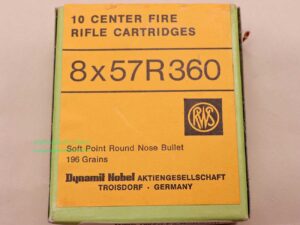 10 CENTER FIRE
RIFLE CARTRIDGES
8x57R360
RWS
Soft Point Round Nose Bullet
196 Grains
Dynamit Nobel AKTIENGESELLSCHAFT
TROISDORF · GERMANY